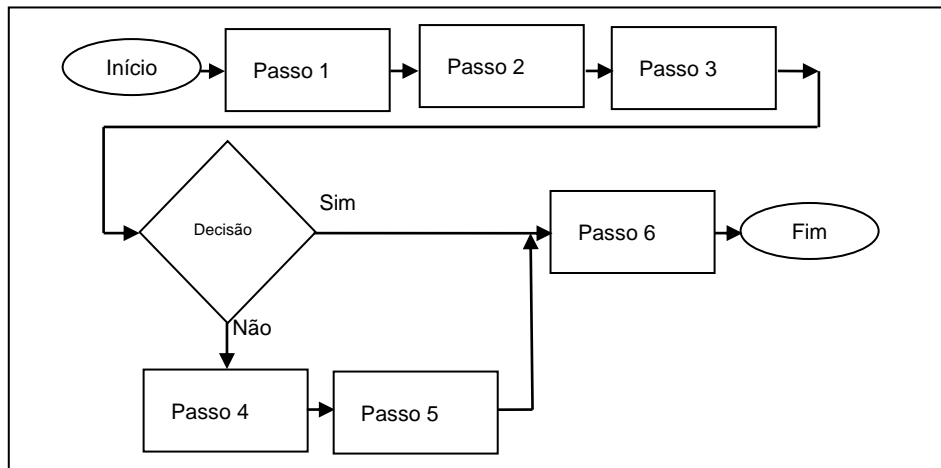 Início
Passo 1
Passo 2
Passo 3
Decisão
Sim
Passo 6
Fim
Não
Passo 4
Passo 5